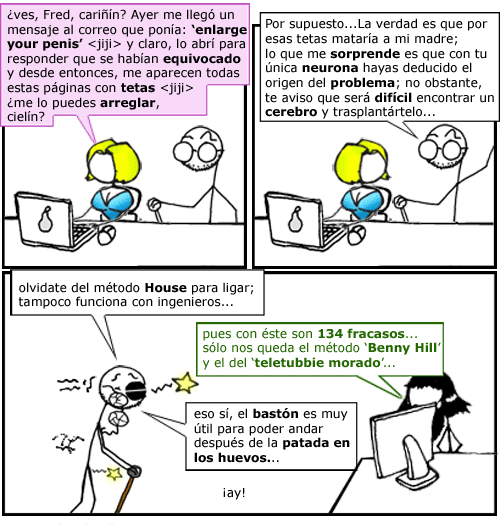 ¿ves, Fred, cariñín? Ayer me llegó un
mensaje al correo que ponía: ‘enlarge
your penis’ <jiji> y claro, lo abrí para
responder que se habían equivocado
y desde entonces, me aparecen todas
estas páginas con tetas <jiji>
¿me lo puedes arreglar,
cielín?
Por supuesto...La verdad es que por
esas tetas mataría a mi madre;
lo que me sorprende es que con tu
única neurona hayas deducido el
origen del problema; no obstante,
te aviso que será difícil encontrar un
cerebro y trasplantártelo...
olvidate del método House para ligar;
tampoco funciona con ingenieros...
pues con éste son 134 fracasos...
sólo nos queda el método ‘Benny Hill’
y el del ‘teletubbie morado’...
eso sí, el bastón es muy
útil para poder andar
después de la patada en
los huevos...
¡ay!